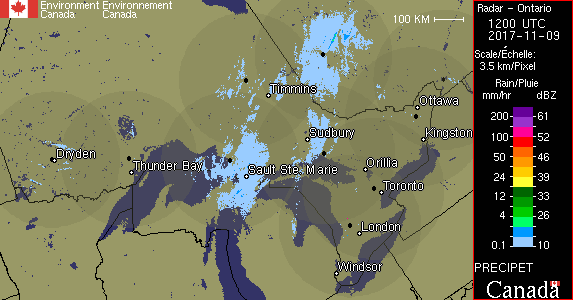 Environment Environnement
Canada Canada
100 KM
Timmins
Ottawa
Sudbury
Kingston
Dryden
Thunder Bay
Sault Ste. Marie
Orillia
Toronto
London
Windsor
Radar - Ontario
1200 UTC
2017-11-09
Scale/Échelle:
3.5 km/Pixel
Rain/Pluie
mm/hr dBZ
200 61
100 52
50 46
24 39
12 33
4 26
0.1 10
PRECIPET
Canada